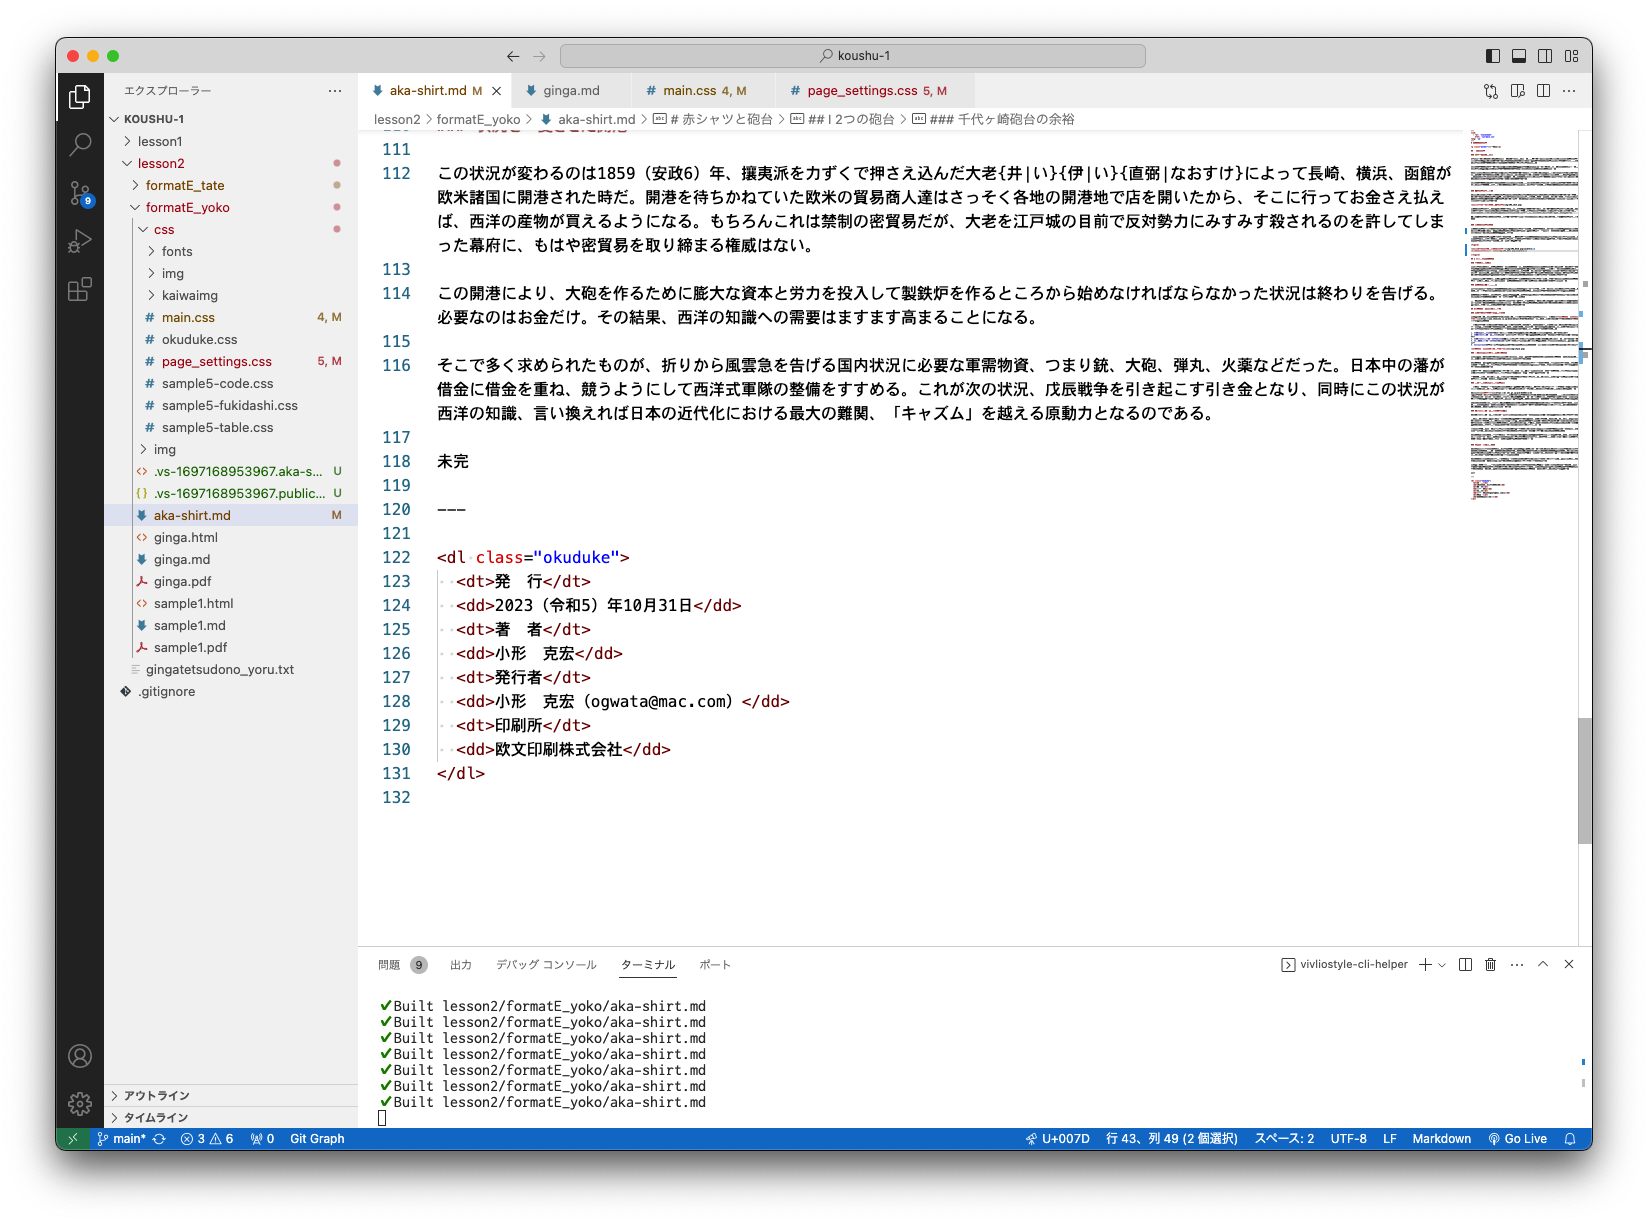 koushu-1
エクスプローラー
KOUSHU-1
lesson1
lesson2
formatE_tate
formatE_yoko
css
fonts
img
kaiwaimg
# main.css 4, M
# okuduke.css
# page_settings.css 5, M
# sample5-code.css
# sample5-fukidashi.css
# sample5-table.css
img
<> .vs-1697168953967.aka-s... U
{} .vs-1697168953967.public... U
aka-shirt.md M
<> ginga.html
ginga.md
ginga.pdf
<> sample1.html
sample1.md
sample1.pdf
gingatetsudono_yoru.txt
.gitignore
アウトライン
タイムライン
9
aka-shirt.md M
ginga.md
# main.css 4, M
# page_settings.css 5, M
lesson2 > formatE_yoko > aka-shirt.md > # 赤シャツと砲台 > ## I 2つの砲台 > ### 千代ヶ崎砲台の余裕
111
112 この状況が変わるのは1859（安政6）年、攘夷派を力ずくで押さえ込んだ大老{井|い}{伊|い}{直弼|なおすけ}によって長崎、横浜、函館が
欧米諸国に開港された時だ。開港を待ちかねていた欧米の貿易商人達はさっそく各地の開港地で店を開いたから、そこに行ってお金さえ払え
ば、西洋の産物が買えるようになる。もちろんこれは禁制の密貿易だが、大老を江戸城の目前で反対勢力にみすみす殺されるのを許してしま
った幕府に、もはや密貿易を取り締まる権威はない。
113
114 この開港により、大砲を作るために膨大な資本と労力を投入して製鉄炉を作るところから始めなければならなかった状況は終わりを告げる。
必要なのはお金だけ。その結果、西洋の知識への需要はますます高まることになる。
115
116 そこで多く求められたものが、折りから風雲急を告げる国内状況に必要な軍需物資、つまり銃、大砲、弾丸、火薬などだった。日本中の藩が
借金に借金を重ね、競うようにして西洋式軍隊の整備をすすめる。これが次の状況、戊辰戦争を引き起こす引き金となり、同時にこの状況が
西洋の知識、言い換えれば日本の近代化における最大の難関、「キャズム」を越える原動力となるのである。
117
118 未完
119
120 ---
121
122 <dl class="okuduke">
123 <dt>発　行</dt>
124 <dd>2023（令和5）年10月31日</dd>
125 <dt>著　者</dt>
126 <dd>小形　克宏</dd>
127 <dt>発行者</dt>
128 <dd>小形　克宏（ogwata@mac.com）</dd>
129 <dt>印刷所</dt>
130 <dd>欧文印刷株式会社</dd>
131 </dl>
132
問題 9 出力 デバッグ コンソール ターミナル ポート
vivliostyle-cli-helper
✔Built lesson2/formatE_yoko/aka-shirt.md
✔Built lesson2/formatE_yoko/aka-shirt.md
✔Built lesson2/formatE_yoko/aka-shirt.md
✔Built lesson2/formatE_yoko/aka-shirt.md
✔Built lesson2/formatE_yoko/aka-shirt.md
✔Built lesson2/formatE_yoko/aka-shirt.md
✔Built lesson2/formatE_yoko/aka-shirt.md
main* 3 6 0 Git Graph
U+007D 行 43、列 49 (2 個選択) スペース: 2 UTF-8 LF Markdown Go Live